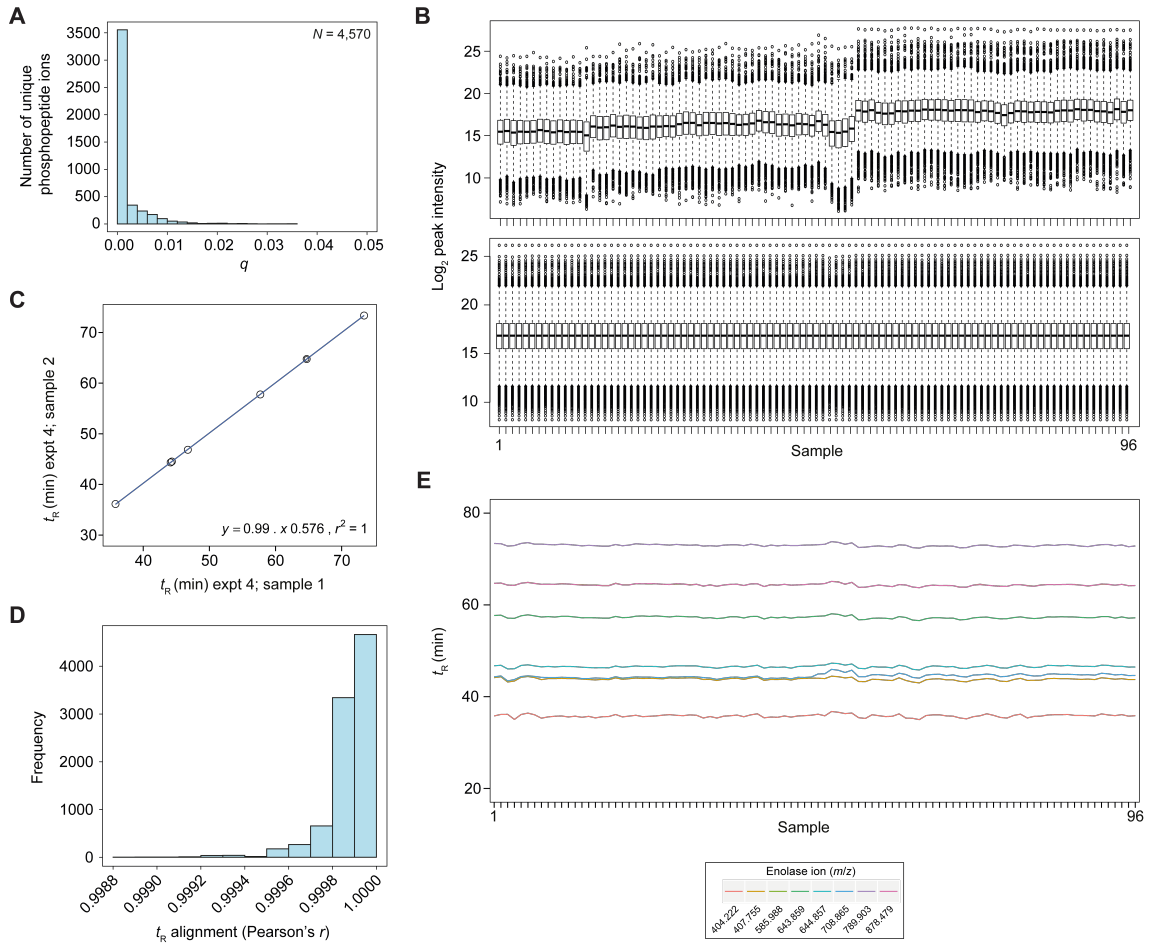 A
N = 4,570
Number of unique
phosphopeptide ions
3500
3000
2500
2000
1500
1000
500
0
0.00 0.01 0.02 0.03 0.04 0.05
q
B
Log2 peak intensity
25
20
15
10
25
20
15
10
1 96
Sample
C
tR (min) expt 4; sample 2
70
60
50
40
30
y = 0.99 . x 0.576 , r2 = 1
40 50 60 70
tR (min) expt 4; sample 1
D
Frequency
4000
3000
2000
1000
0
0.9988 0.9990 0.9992 0.9994 0.9996 0.9998 1.0000
tR alignment (Pearson's r)
E
tR (min)
80
60
40
20
1 96
Sample
Enolase ion (m/z)
404.222 407.755 585.988 643.859 644.857 708.865 789.903 878.479